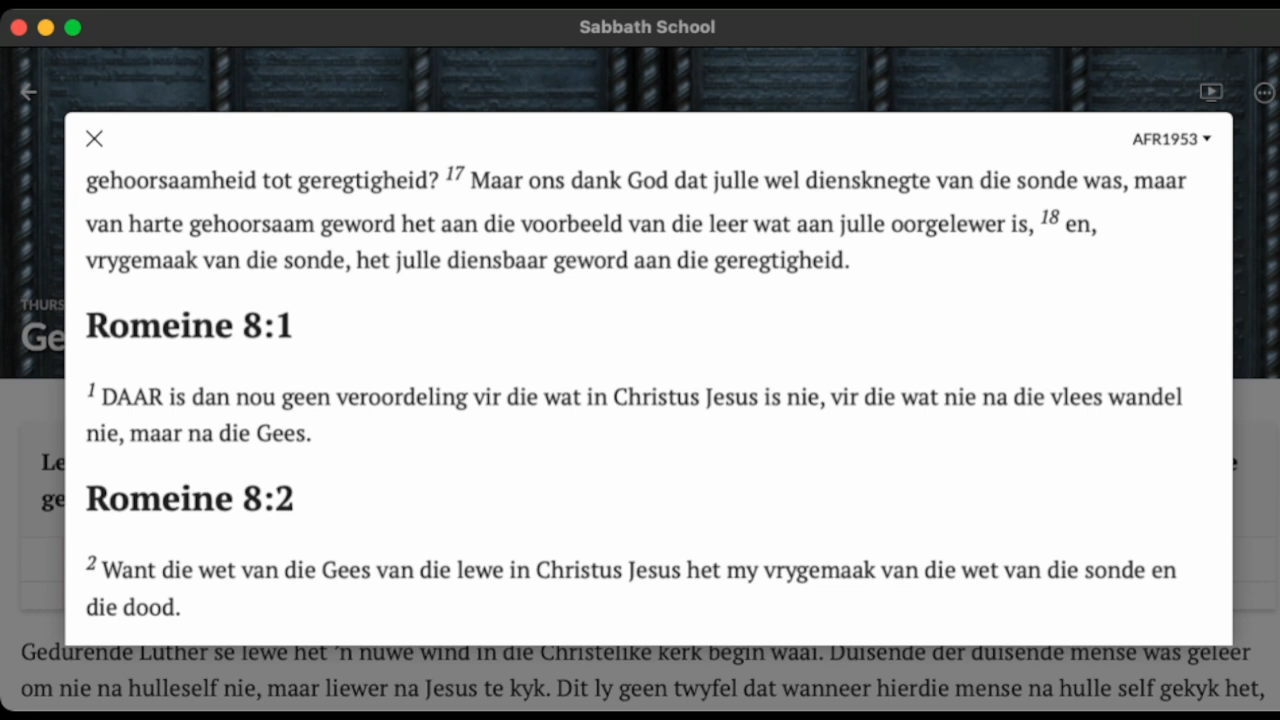 Sabbath School
AFR1953
gehoorsaamheid tot geregtigheid? 17 Maar ons dank God dat julle wel diensknegte van die sonde was, maar
van harte gehoorsaam geword het aan die voorbeeld van die leer wat aan julle oorgelewer is, 18 en,
vrygemaak van die sonde, het julle diensbaar geword aan die geregtigheid.
THURS
Ge
Romeine 8:1
1 DAAR is dan nou geen veroordeling vir die wat in Christus Jesus is nie, vir die wat nie na die vlees wandel
nie, maar na die Gees.
Le
ge
Romeine 8:2
2 Want die wet van die Gees van die lewe in Christus Jesus het my vrygemaak van die wet van die sonde en
die dood.
Gedurende Luther se lewe het 'n nuwe wind in die Christelike kerk begin waai. Duisende der duisende mense was geleer
om nie na hulleself nie, maar liewer na Jesus te kyk. Dit ly geen twyfel dat wanneer hierdie mense na hulle self gekyk het,